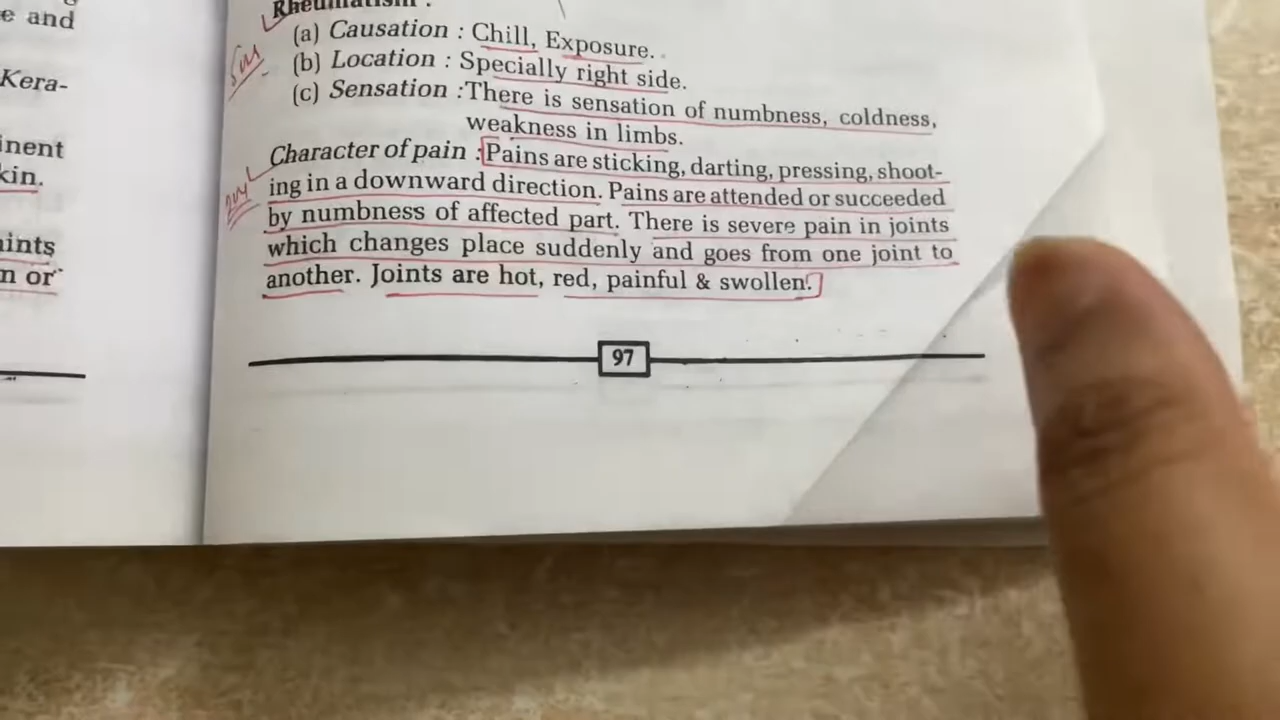 e and
Kera-
inent
kin.
aints
n or
Rheumatism :
(a) Causation : Chill, Exposure.
(b) Location : Specially right side.
(c) Sensation :There is sensation of numbness, coldness,
weakness in limbs.
Character of pain : Pains are sticking, darting, pressing, shoot-
ing in a downward direction. Pains are attended or succeeded
by numbness of affected part. There is severe pain in joints
which changes place suddenly and goes from one joint to
another. Joints are hot, red, painful & swollen.
97